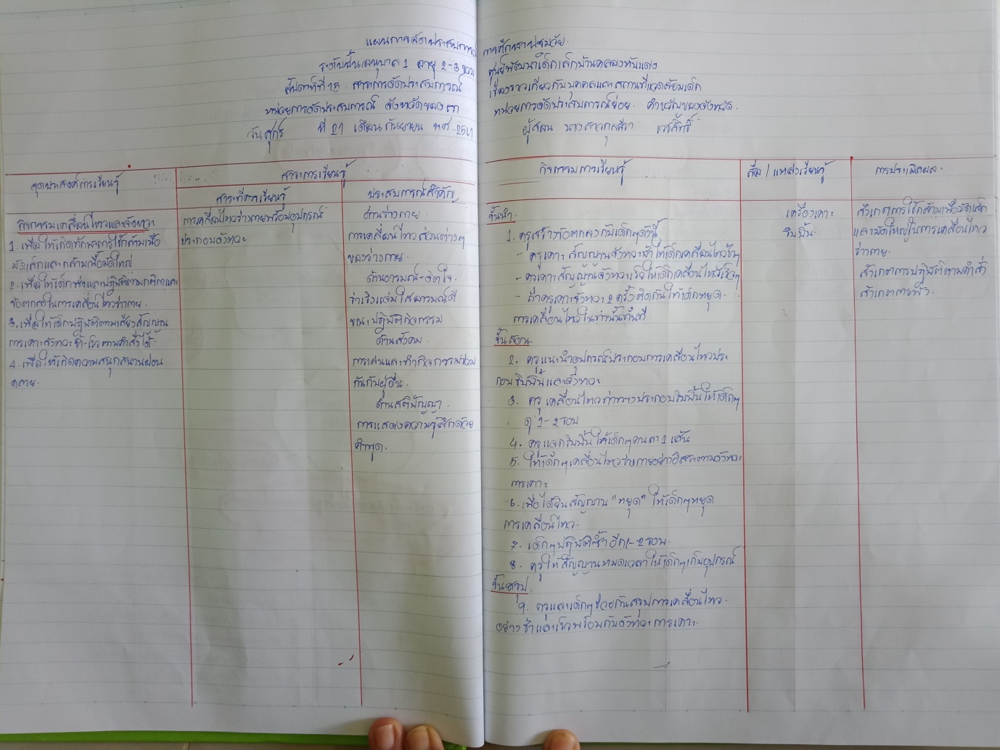 แผนการจัดประสบการณ์การศึกษาปฐมวัย
ระดับชั้นอนุบาล 1 อายุ 2-3 ขวบ ศูนย์พัฒนาเด็กเล็กบ้านคลองหันแดง
สัปดาห์ที่ 18. สาระการจัดประสบการณ์ เรื่องราวเกี่ยวกับบุคคลและสถานที่แวดล้อมเด็ก
หน่วยการจัดประสบการณ์ จังหวัดของเรา หน่วยการจัดประสบการณ์ย่อย. คำขวัญของจังหวัด.
วันศุกร์ ที่ 21 เดือน กันยายน พ.ศ. 2561 ผู้สอน นางสาวกุลสิรา
จุดประสงค์การเรียนรู้
สาระการเรียนรู้
สาระที่ควรเรียนรู้
ประสบการณ์สำคัญ
กิจกรรมการเรียนรู้
สื่อ / แหล่งเรียนรู้
การประเมินผล.
กิจกรรมเคลื่อนไหวและจังหวะ
1. เพื่อให้เกิดทักษะการใช้กล้ามเนื้อ
มัดเล็กและกล้ามเนื้อมัดใหญ่
2. เพื่อให้เด็กฟังและปฏิบัติตามกติกาและ
ข้อตกลงในการเคลื่อนไหวร่างกาย.
3. เพื่อให้เด็กปฏิบัติตามเสียงสัญญาณ
การเคาะจังหวะช้า-เร็วตามคำสั่งได้
4. เพื่อให้เกิดความสนุกสนานผ่อน
คลาย.
การเคลื่อนไหวร่างกายพร้อมอุปกรณ์
ประกอบจังหวะ
ด้านร่างกาย
การเคลื่อนไหวส่วนต่างๆ
ของร่างกาย.
ด้านอารมณ์-จิตใจ.
ร่าเริงแจ่มใสอารมณ์ดี
ขณะปฏิบัติกิจกรรม
ด้านสังคม.
การเล่นและทำกิจกรรมร่วม
กันกับผู้อื่น.
ด้านสติปัญญา.
การแสดงความรู้สึกด้วย
คำพูด.
ขั้นนำ.
1. ครูสร้างข้อตกลงกับเด็กๆดังนี้
- ครูเคาะสัญญาณจังหวะช้าให้เด็กเคลื่อนไหวช้าๆ
- ครูเคาะสัญญาณจังหวะเร็วให้เด็กเคลื่อนไหวเร็วๆ
- ถ้าครูเคาะจังหวะ 2 ครั้งติดกันให้เด็กหยุด.
การเคลื่อนไหวในท่านั้นทันที
ขั้นสอน.
2. ครูแนะนำอุปกรณ์ประกอบการเคลื่อนไหวประ
กอบริบบิ้นและจังหวะ
3. ครูเคลื่อนไหวท่าทางประกอบริบบิ้นให้เด็กๆ
ดู 1-2 รอบ
4. ครูแจกริบบิ้นให้เด็กๆคนละ 1 เส้น
5. ให้เด็กๆเคลื่อนไหวร่างกายอย่างอิสระตามจังหวะ
การเคาะ
6. เมื่อได้ยินสัญญาณ "หยุด" ให้เด็กๆหยุด
การเคลื่อนไหว.
7. เด็กๆปฏิบัติซ้ำอีก 1-2 รอบ.
8. ครูให้สัญญาณหมดเวลาให้เด็กๆเก็บอุปกรณ์
ขั้นสรุป.
9. ครูและเด็กๆช่วยกันสรุปการเคลื่อนไหว.
อย่างช้าและเร็วพร้อมกับจังหวะการเคาะ.
เครื่องเคาะ
ริบบิ้น.
สังเกตการใช้กล้ามเนื้อมัดเล็ก
และมัดใหญ่ในการเคลื่อนไหว
ร่างกาย.
สังเกตการปฏิบัติตามคำสั่ง
สังเกตการฟัง.